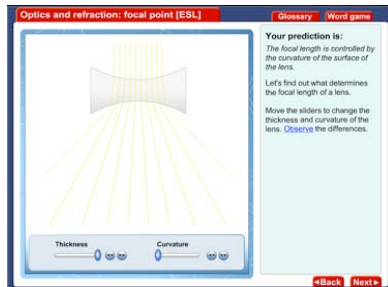 Optics and refraction: focal point [ESL]
Glossary
Word game
Your prediction is:
The focal length is controlled by
the curvature of the surface of
the lens.
Let's find out what determines
the focal length of a lens.
Move the sliders to change the
thickness and curvature of the
lens. Observe the differences.
Thickness
Curvature
Back
Next